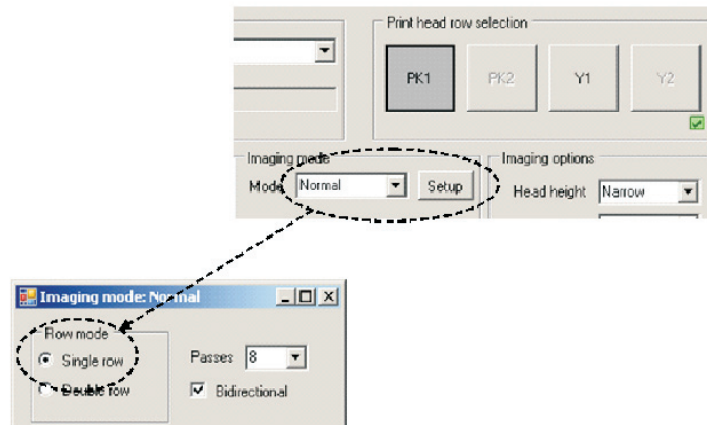 Print head row selection
PK1 PK2 Y1 Y2
Imaging mode
Mode Normal Setup
Imaging options
Head height Narrow
Imaging mode: Normal
Row mode
Single row
Double row
Passes 8
Bidirectional